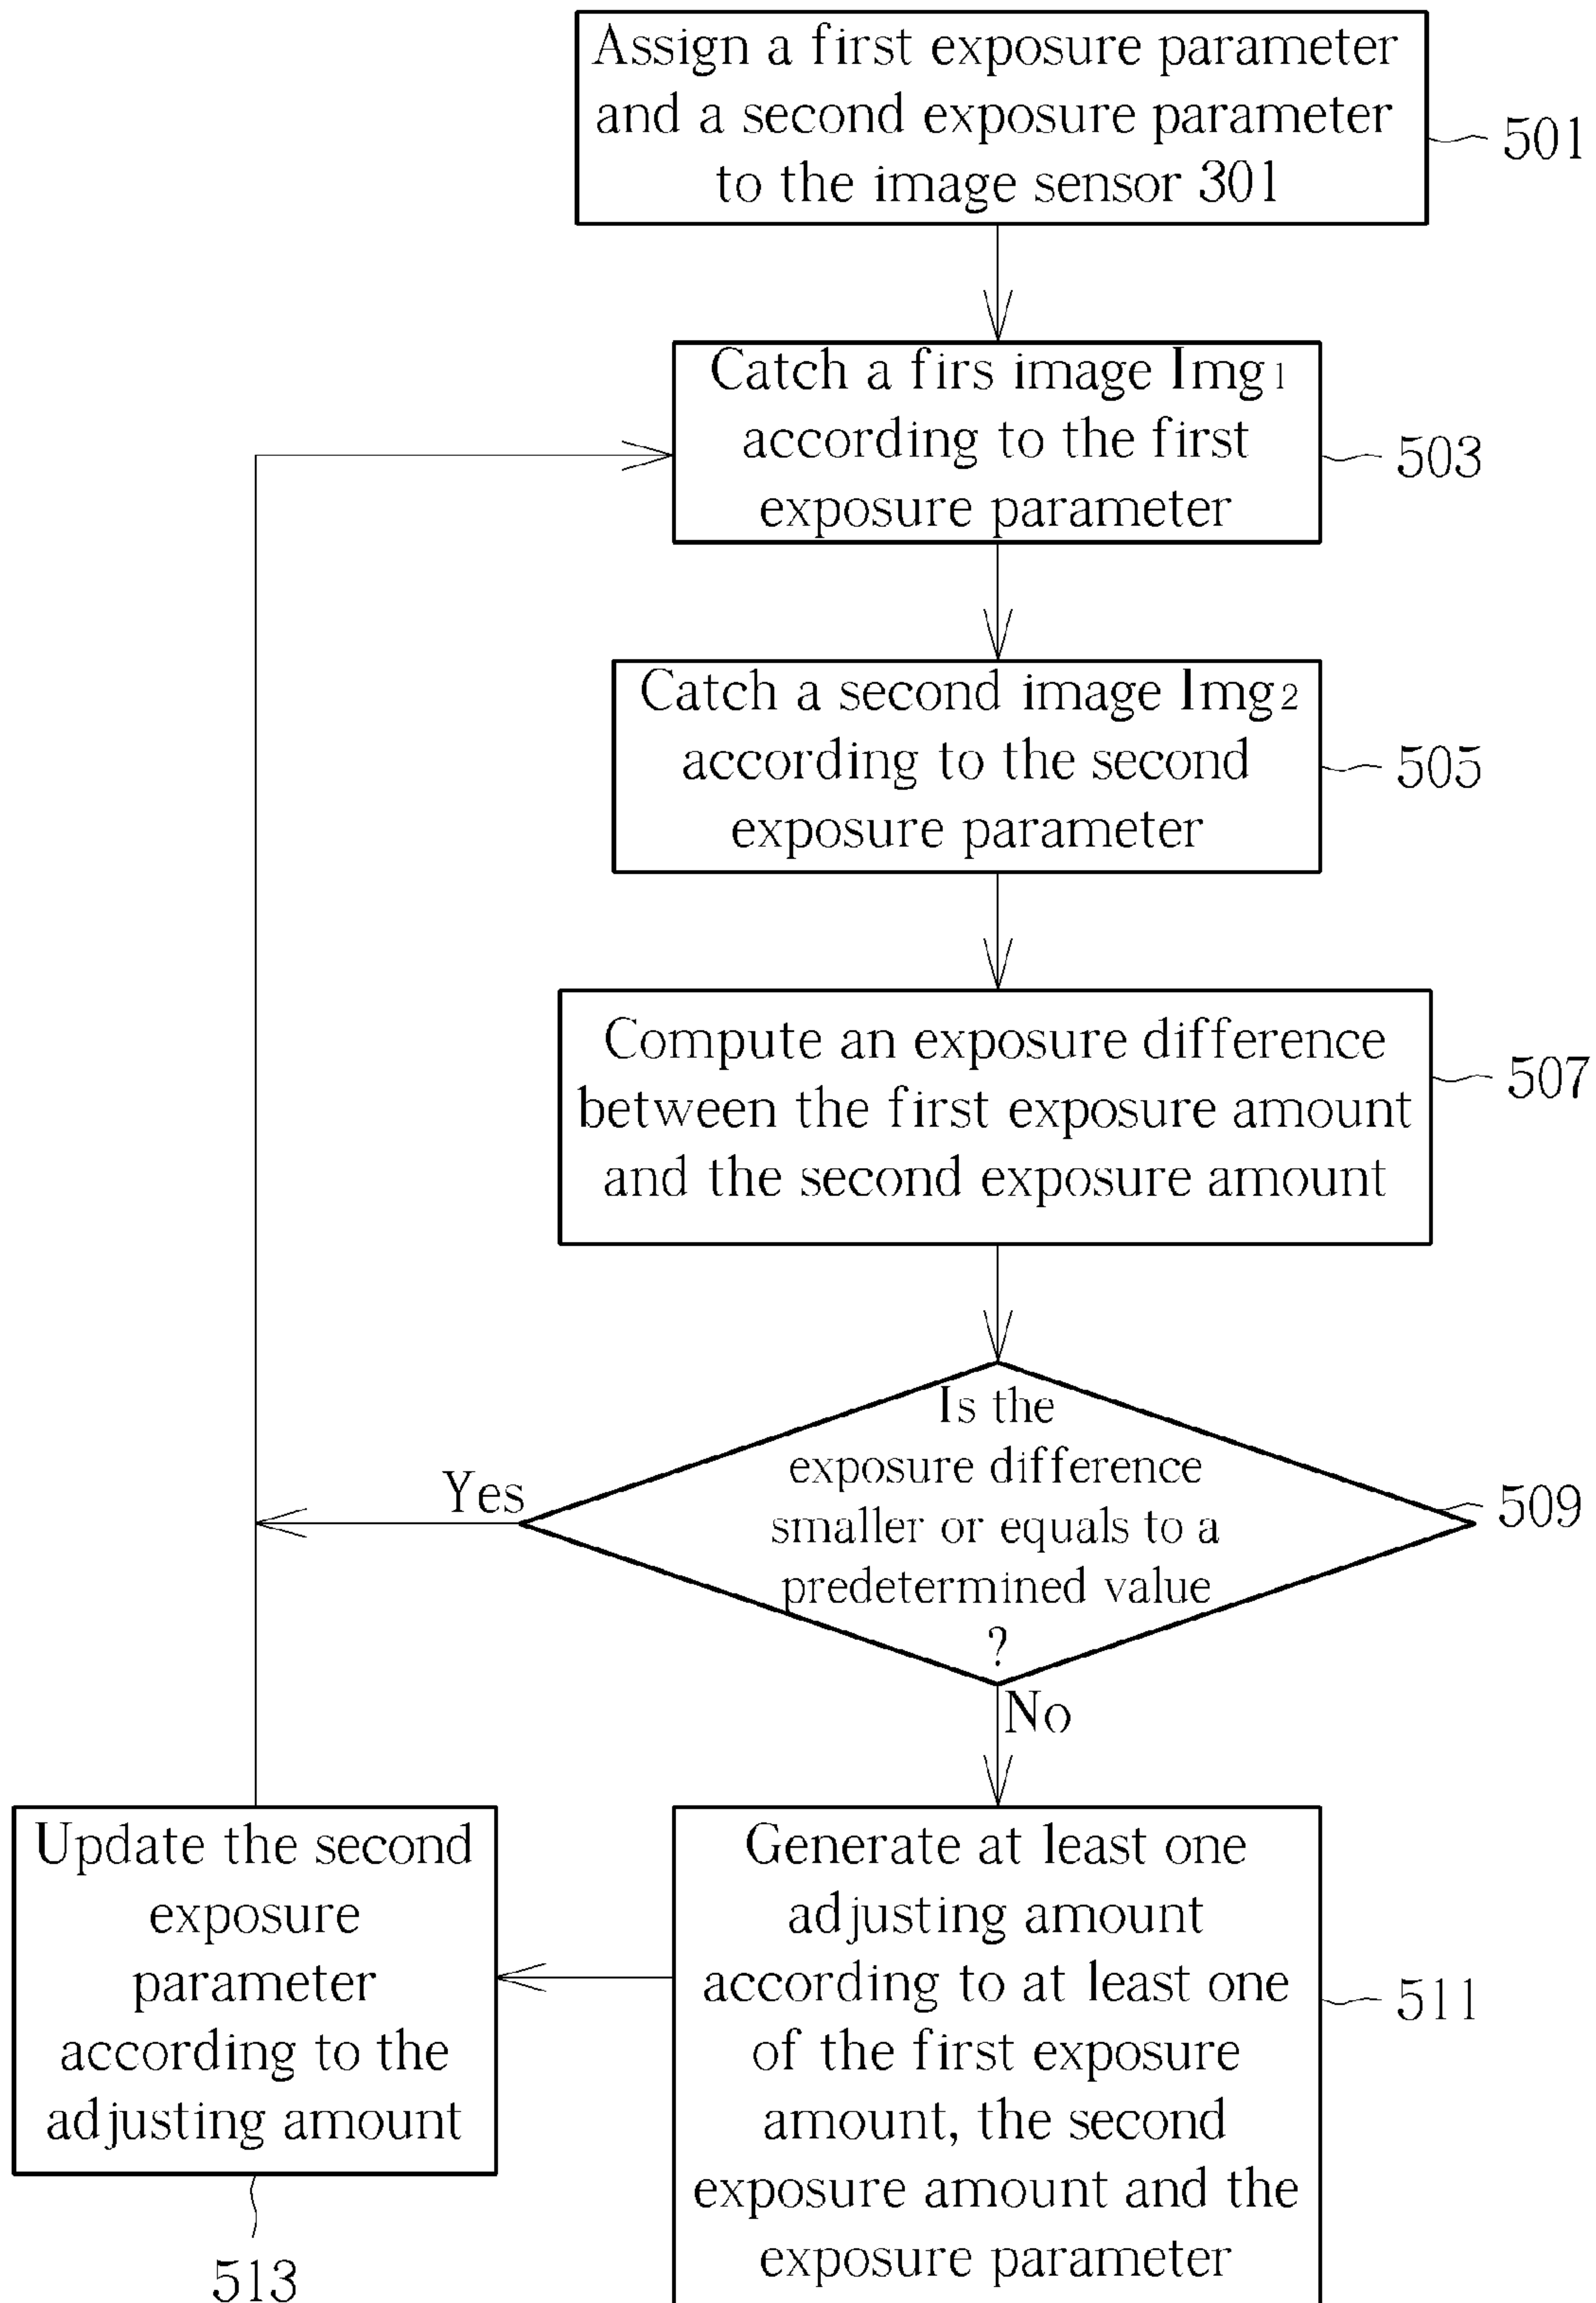 Assign a first exposure parameter
and a second exposure parameter
to the image sensor 301
501
Catch a firs image Img1
according to the first
exposure parameter
503
Catch a second image Img2
according to the second
exposure parameter
505
Compute an exposure difference
between the first exposure amount
and the second exposure amount
507
Is the
exposure difference
smaller or equals to a
predetermined value
?
509
Yes
No
Generate at least one
adjusting amount
according to at least one
of the first exposure
amount, the second
exposure amount and the
exposure parameter
511
Update the second
exposure
parameter
according to the
adjusting amount
513